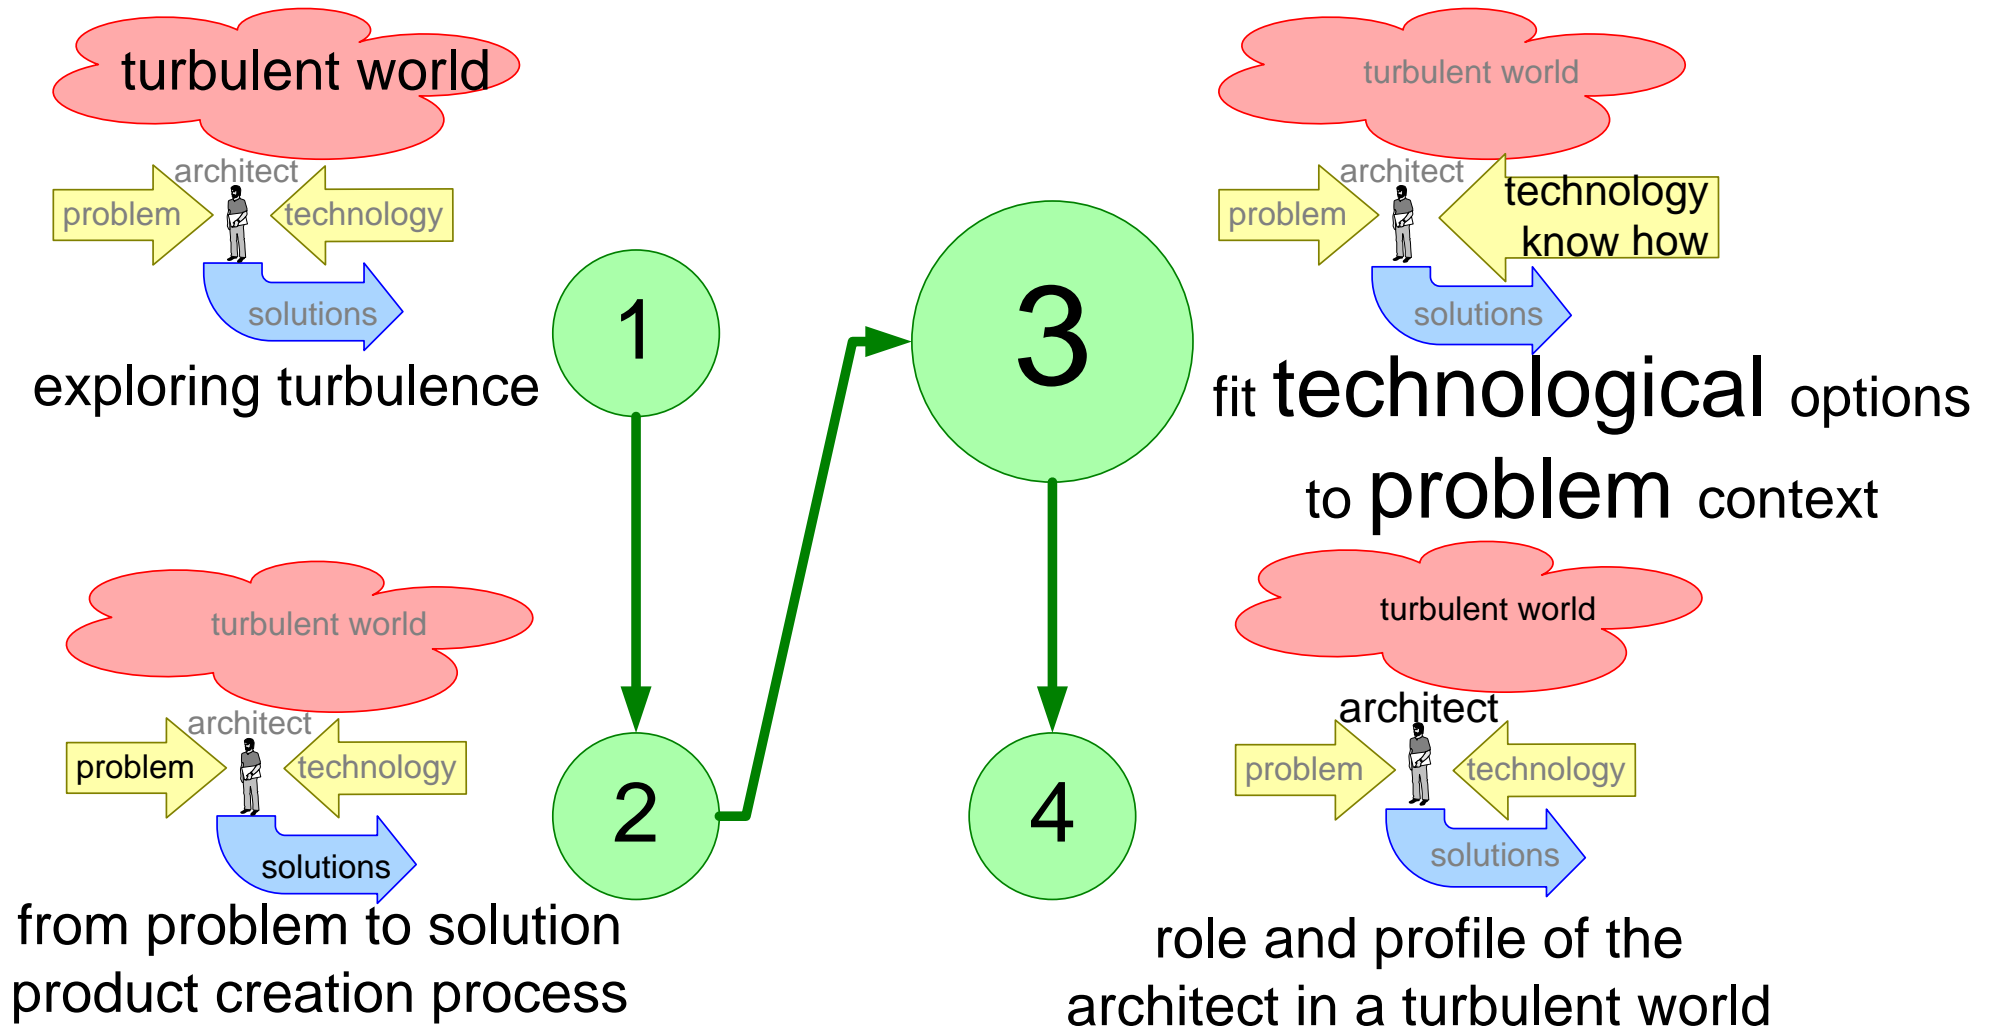 turbulent world
architect
problem
technology
solutions
exploring turbulence
1
turbulent world
architect
problem
technology
solutions
from problem to solution
product creation process
2
3
turbulent world
architect
problem
technology
know how
solutions
fit technological options
to problem context
4
turbulent world
architect
problem
technology
solutions
role and profile of the
architect in a turbulent world